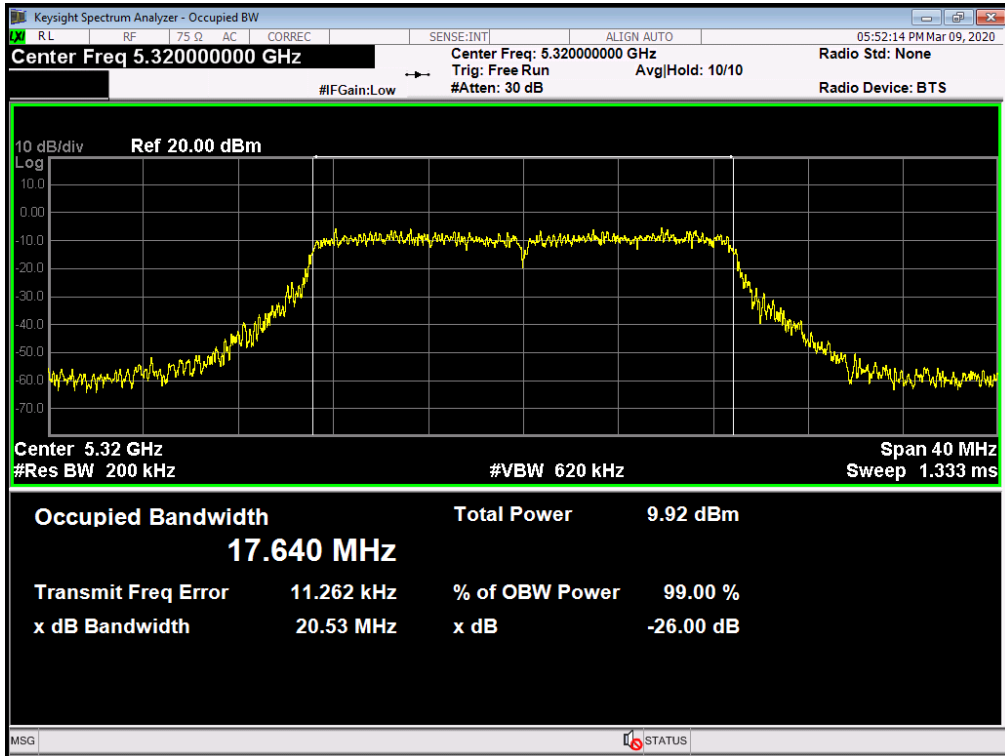 Keysight Spectrum Analyzer - Occupied BW
LXI RL RF 75 Ω AC CORREC SENSE:INT ALIGN AUTO 05:52:14 PM Mar 09, 2020
Center Freq 5.320000000 GHz Center Freq: 5.320000000 GHz Radio Std: None
Trig: Free Run Avg|Hold: 10/10
#IFGain:Low #Atten: 30 dB Radio Device: BTS
10 dB/div Ref 20.00 dBm
Log
10.0
0.00
-10.0
-20.0
-30.0
-40.0
-50.0
-60.0
-70.0
Center 5.32 GHz Span 40 MHz
#Res BW 200 kHz #VBW 620 kHz Sweep 1.333 ms
Occupied Bandwidth Total Power 9.92 dBm
17.640 MHz
Transmit Freq Error 11.262 kHz % of OBW Power 99.00 %
x dB Bandwidth 20.53 MHz x dB -26.00 dB
MSG STATUS